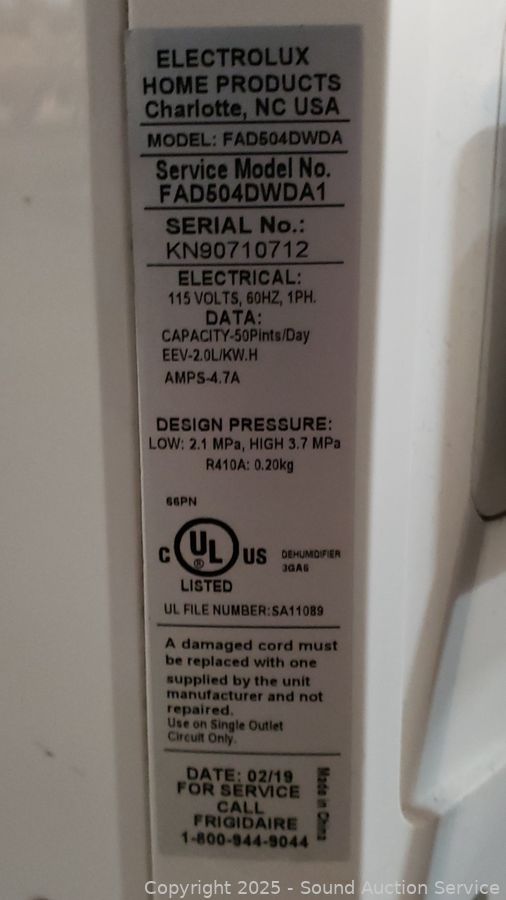 ELECTROLUX
HOME PRODUCTS
Charlotte, NC USA
MODEL: FAD504DWDA
Service Model No.
FAD504DWDA1
SERIAL No.:
KN90710712
ELECTRICAL:
115 VOLTS, 60HZ, 1PH.
DATA:
CAPACITY-50Pints/Day
EEV-2.0L/KW.H
AMPS-4.7A
DESIGN PRESSURE:
LOW: 2.1 MPa, HIGH 3.7 MPa
R410A: 0.20kg
66PN
C UL® US
LISTED
DEHUMIDIFIER
3GA6
UL FILE NUMBER:SA11089
A damaged cord must
be replaced with one
supplied by the unit
manufacturer and not
repaired.
Use on Single Outlet
Circuit Only.
DATE: 02/19
FOR SERVICE
CALL
FRIGIDAIRE
1-800-944-9044
Made in China
Copyright 2025 - Sound Auction Service